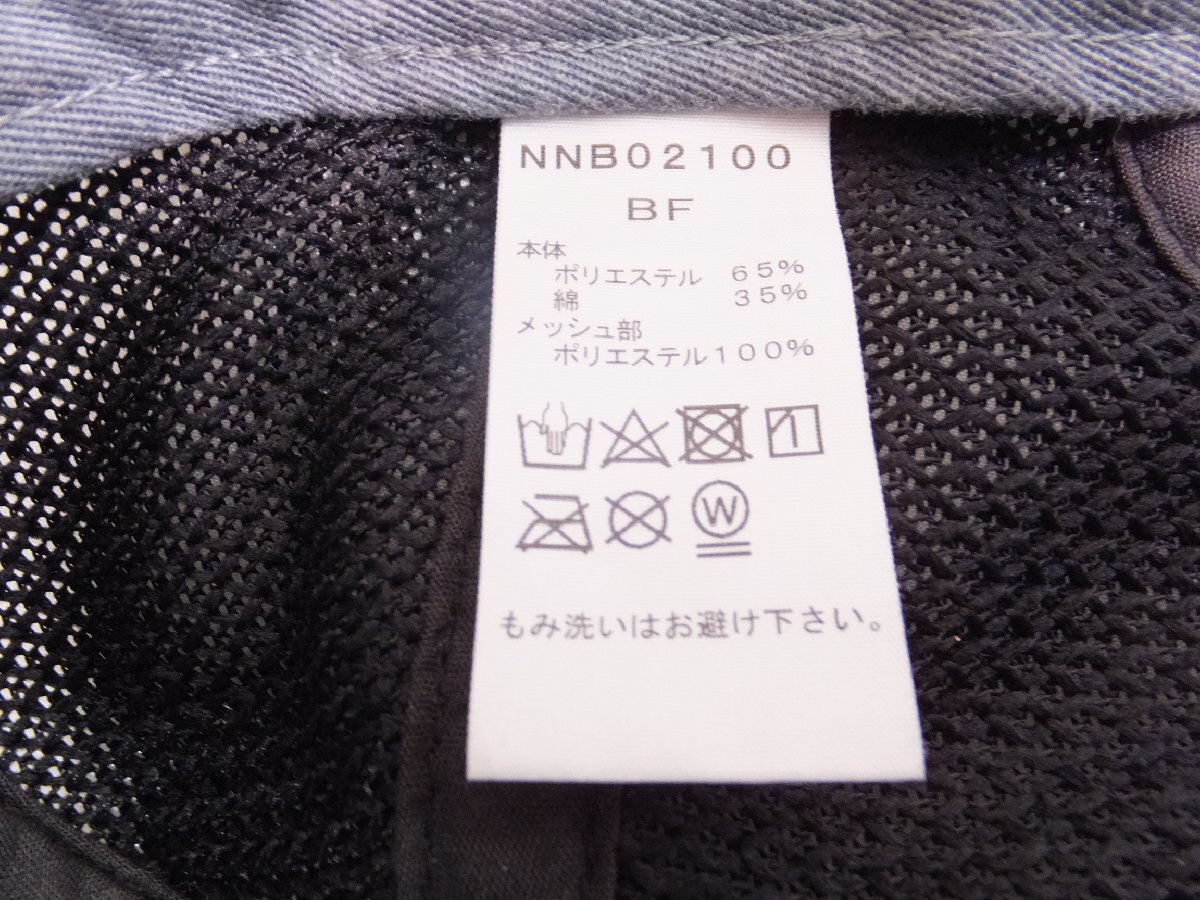 NNB02100
BF
本体
ポリエステル 65%
綿 35%
メッシュ部
ポリエステル100%
W
もみ洗いはお避け下さい。